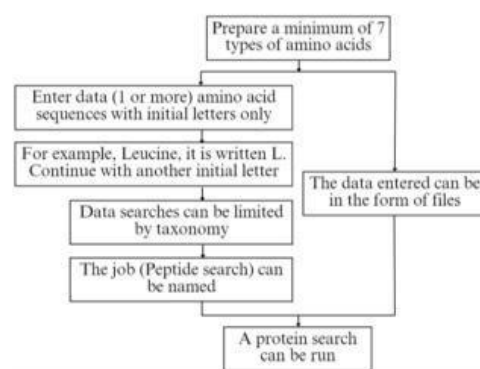 Prepare a minimum of 7
types of amino acids
Enter data (1 or more) amino acid
sequences with initial letters only
For example, Leucine, it is written L.
Continue with another initial letter
The data entered can be
in the form of files
Data searches can be limited
by taxonomy
The job (Peptide search) can
be named
A protein search
can be run